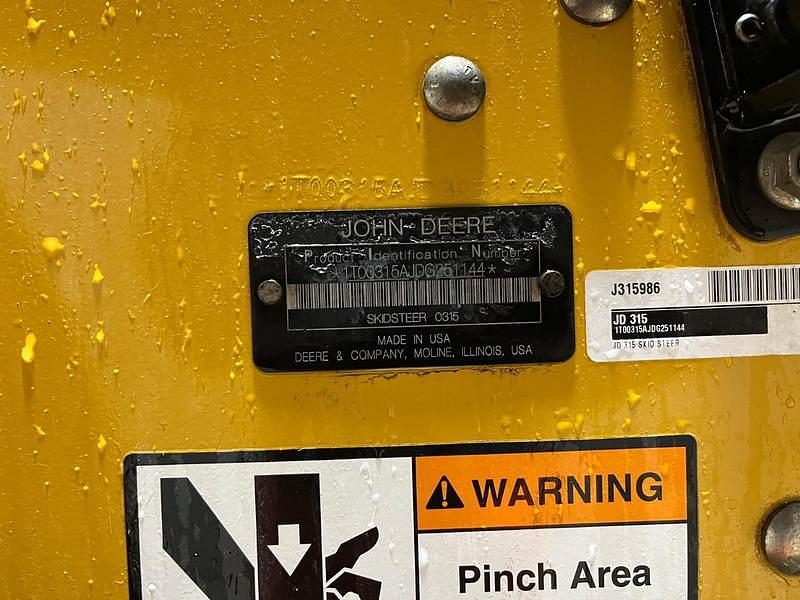 *1T00315AJDG251144
JOHN DEERE
Product Identification Number
*1T00315AJDG251144*
SKIDSTEER 0315
MADE IN USA
DEERE & COMPANY, MOLINE, ILLINOIS, USA
J315986
JD 315
1T00315AJDG251144
JD 315 SKID STEER
WARNING
Pinch Area